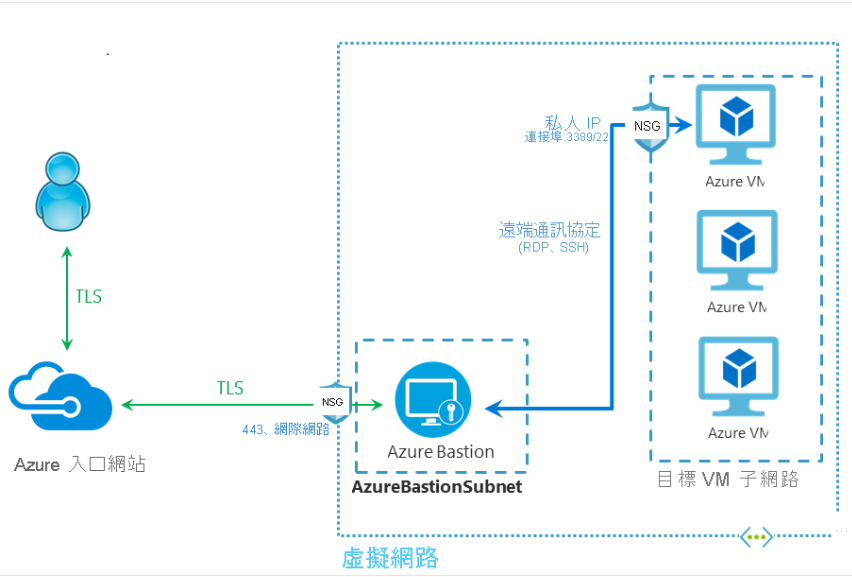 私人 IP
連接埠:3389/22
NSG
Azure VM
遠端通訊協定
(RDP、SSH)
Azure VM
TLS
TLS
NSG
443、網際網路
Azure VM
Azure Bastion
Azure 入口網站
AzureBastionSubnet
目標 VM 子網路
虛擬網路